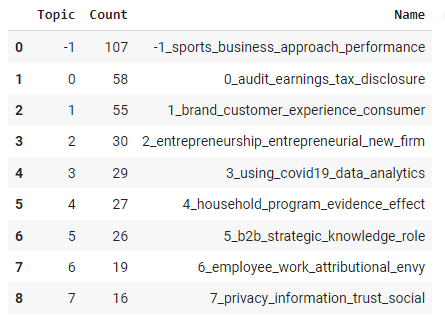 Topic Count Name
0 -1 107 -1_sports_business_approach_performance
1 0 58 0_audit_earnings_tax_disclosure
2 1 55 1_brand_customer_experience_consumer
3 2 30 2_entrepreneurship_entrepreneurial_new_firm
4 3 29 3_using_covid19_data_analytics
5 4 27 4_household_program_evidence_effect
6 5 26 5_b2b_strategic_knowledge_role
7 6 19 6_employee_work_attributional_envy
8 7 16 7_privacy_information_trust_social